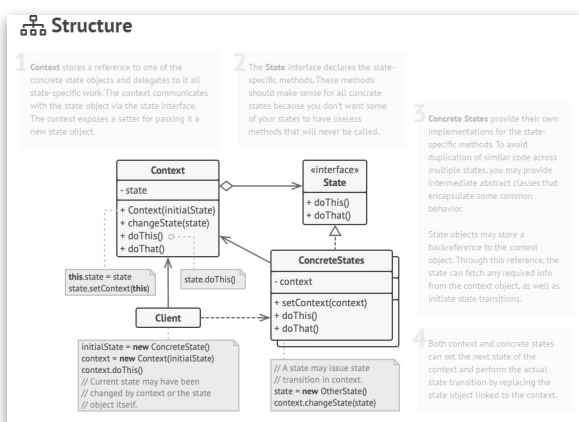 Structure
1
Context stores a reference to one of the
concrete state objects and delegates to it all
state-specific work. The context communicates
with the state object via the state interface.
The context exposes a setter for passing it a
new state object.
2
The State interface declares the state-
specific methods. These methods
should make sense for all concrete
states because you don't want some
of your states to have useless
methods that will never be called.
3
Concrete States provide their own
implementations for the state-
specific methods. To avoid
duplication of similar code across
multiple states, you may provide
intermediate abstract classes that
encapsulate some common
behavior.
State objects may store a
backreference to the context
object. Through this reference, the
state can fetch any required info
from the context object, as well as
initiate state transitions.
4
Both context and concrete states
can set the next state of the
context and perform the actual
state transition by replacing the
state object linked to the context.
Context
- state
+ Context(initialState)
+ changeState(state)
+ doThis()
+ doThat()
«interface»
State
+ doThis()
+ doThat()
this.state = state
state.setContext(this)
state.doThis()
ConcreteStates
- context
+ setContext(context)
+ doThis()
+ doThat()
Client
initialState = new ConcreteState()
context = new Context(initialState)
context.doThis()
// Current state may have been
// changed by context or the state
// object itself.
// A state may issue state
// transition in context.
state = new OtherState()
context.changeState(state)